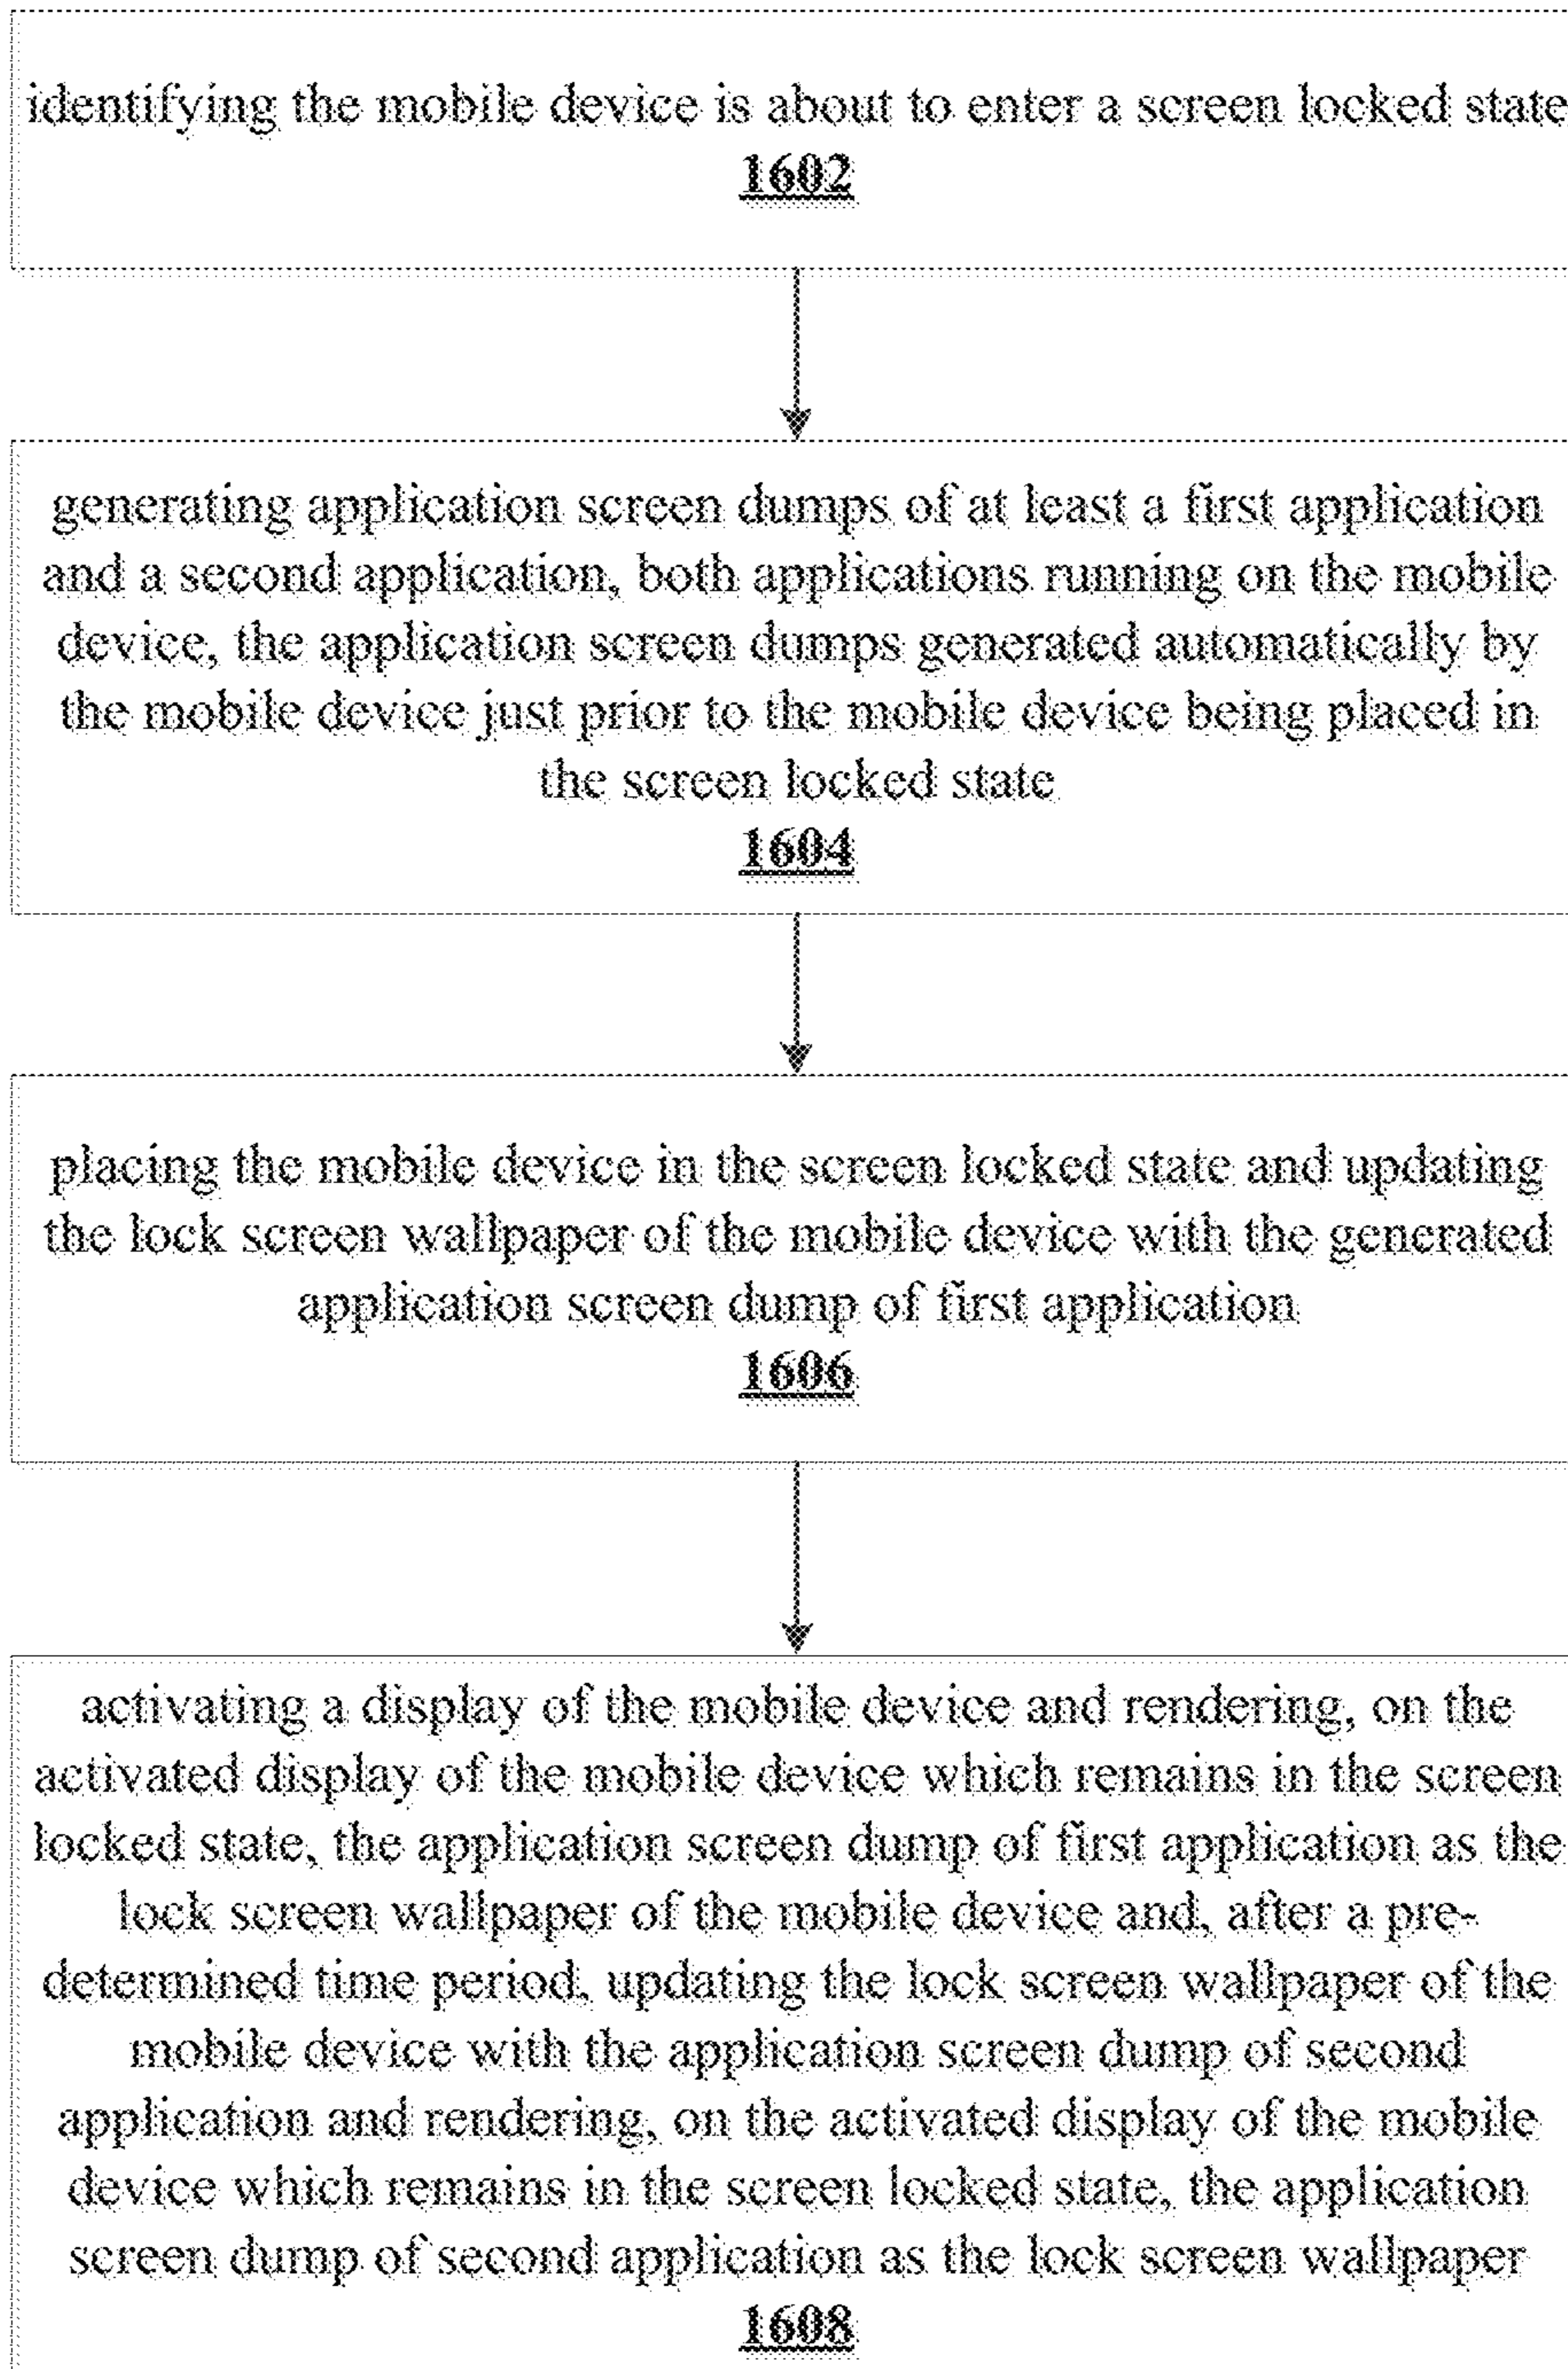 identifying the mobile device is about to enter a screen locked state
1602
generating application screen dumps of at least a first application
and a second application, both applications running on the mobile
device, the application screen dumps generated automatically by
the mobile device just prior to the mobile device being placed in
the screen locked state
1604
placing the mobile device in the screen locked state and updating
the lock screen wallpaper of the mobile device with the generated
application screen dump of first application
1606
activating a display of the mobile device and rendering, on the
activated display of the mobile device which remains in the screen
locked state, the application screen dump of first application as the
lock screen wallpaper of the mobile device and, after a pre-
determined time period, updating the lock screen wallpaper of the
mobile device with the application screen dump of second
application and rendering, on the activated display of the mobile
device which remains in the screen locked state, the application
screen dump of second application as the lock screen wallpaper
1608